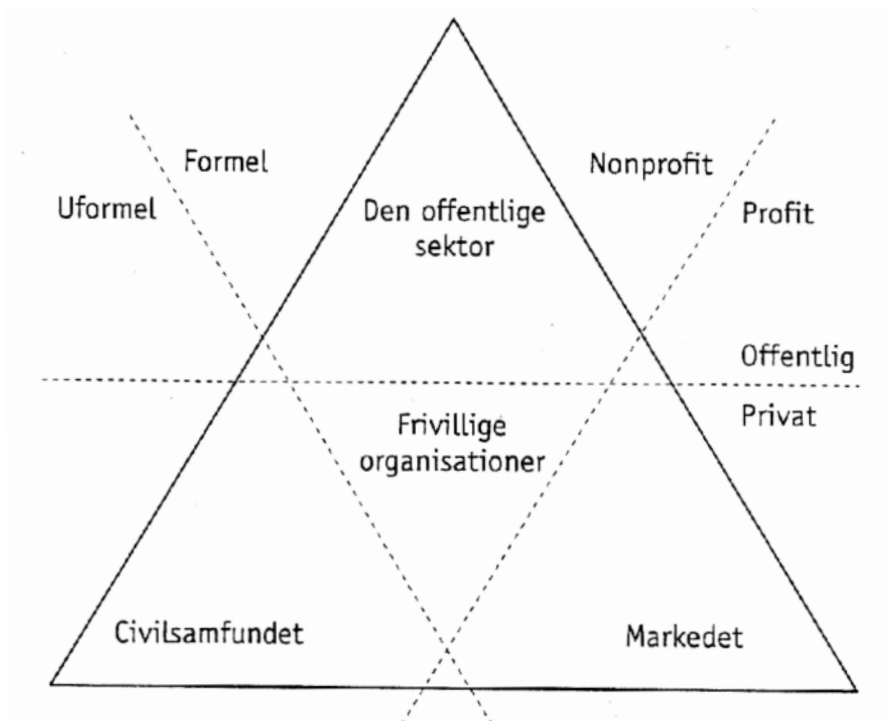 Formel
Nonprofit
Uformel
Den offentlige
sektor
Profit
Offentlig
Privat
Frivillige
organisationer
Civilsamfundet
Markedet